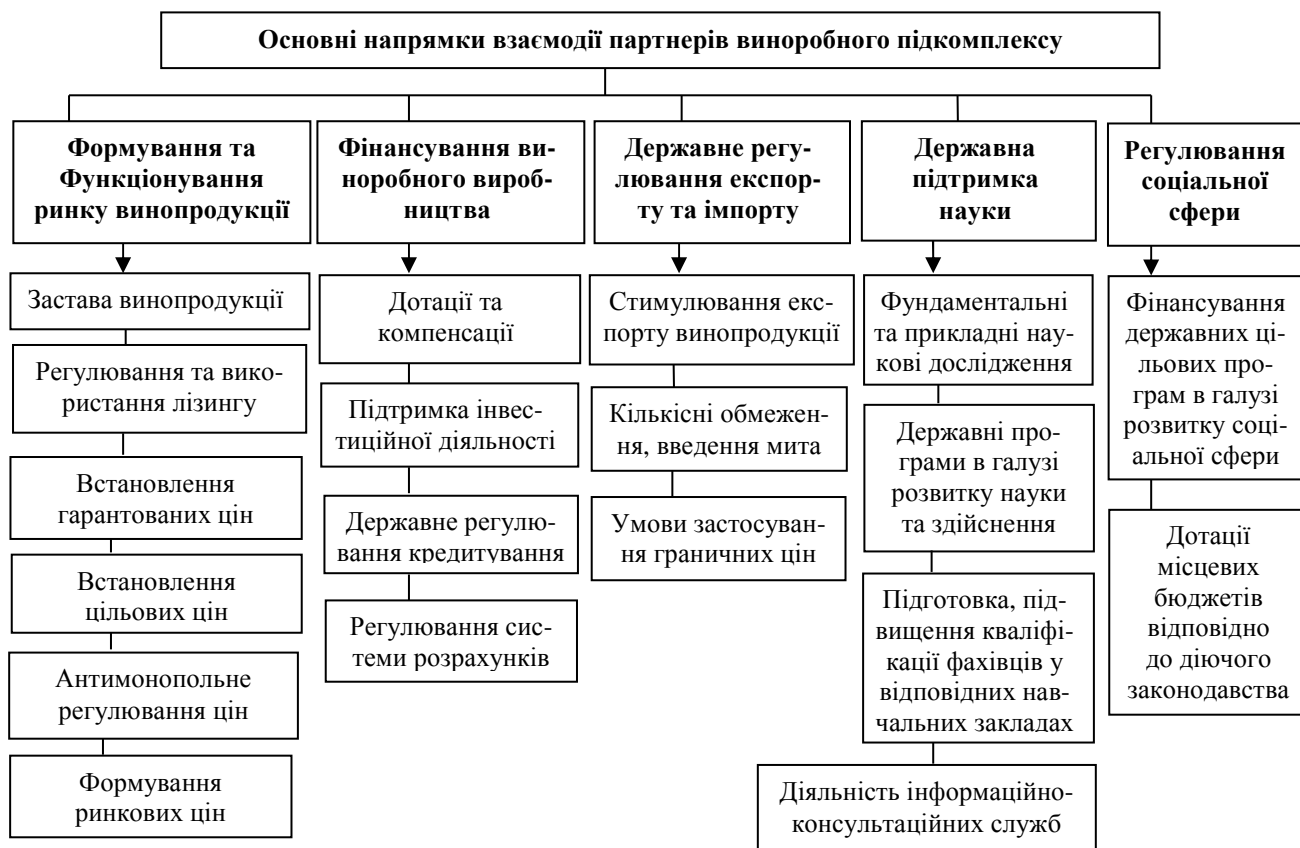 Основні напрямки взаємодії партнерів виноробного підкомплексу
Формування та
Функціонування
ринку винопродукції
Застава винопродукції
Регулювання та вико-
ристання лізингу
Встановлення
гарантованих цін
Встановлення
цільових цін
Антимонопольне
регулювання цін
Формування
ринкових цін
Фінансування ви-
норобного вироб-
ництва
Дотації та
компенсації
Підтримка інвес-
тиційної діяльності
Державне регулю-
вання кредитування
Регулювання сис-
теми розрахунків
Державне регу-
лювання експор-
ту та імпорту
Стимулювання екс-
порту винопродукції
Кількісні обмежен-
ня, введення мита
Умови застосуван-
ня граничних цін
Державна
підтримка
науки
Фундаментальні
та прикладні нау-
кові дослідження
Державні про-
грами в галузі
розвитку науки
та здійснення
Підготовка, під-
вищення кваліфі-
кації фахівців у
відповідних нав-
чальних закладах
Діяльність інформаційно-
консультаційних служб
Регулювання
соціальної
сфери
Фінансування
державних ці-
льових про-
грам в галузі
розвитку соці-
альної сфери
Дотації
місцевих
бюджетів
відповідно
до діючого
законодавства